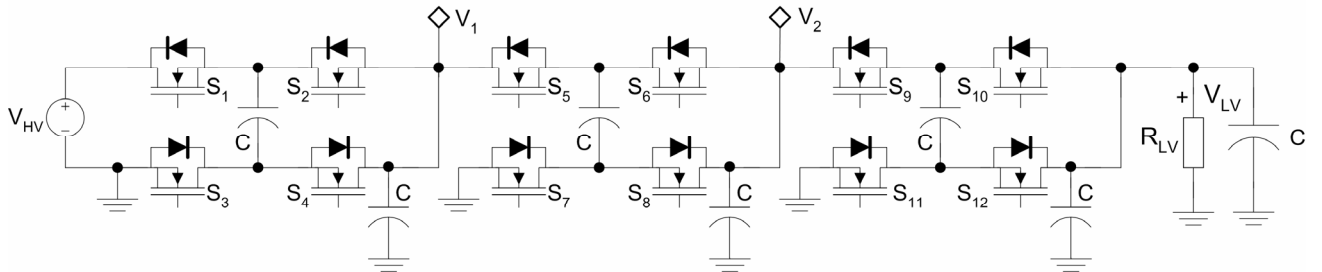 V1
V2
S1
S2
S5
S6
S9
S10
VHV
+
−
C
C
C
+
VLV
RLV
C
S3
S4
C
S7
S8
C
S11
S12
C